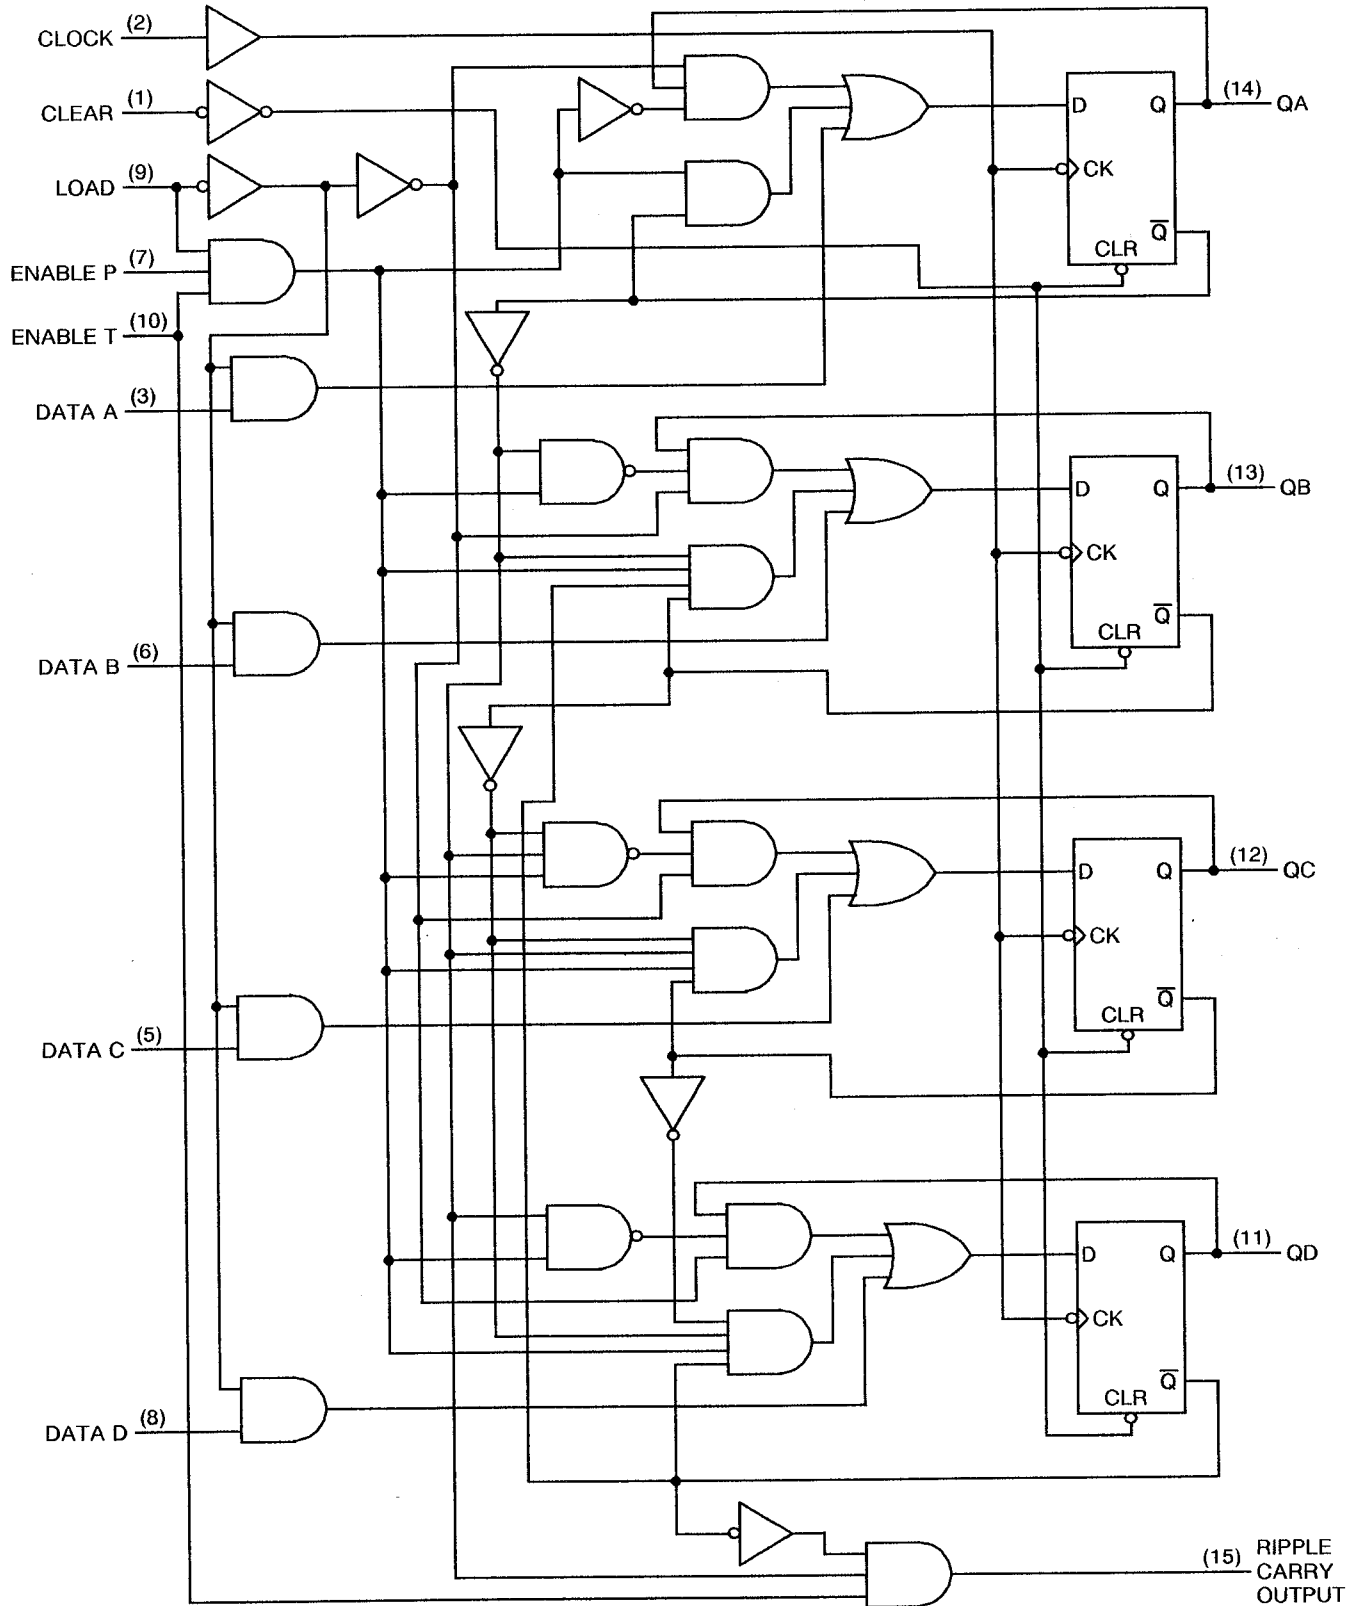 CLOCK (2)
CLEAR (1)
LOAD (9)
ENABLE P (7)
ENABLE T (10)
DATA A (3)
D Q (14) QA
CK
Q
CLR
DATA B (6)
D Q (13) QB
CK
Q
CLR
DATA C (5)
D Q (12) QC
CK
Q
CLR
DATA D (8)
D Q (11) QD
CK
Q
CLR
(15) RIPPLE
CARRY
OUTPUT